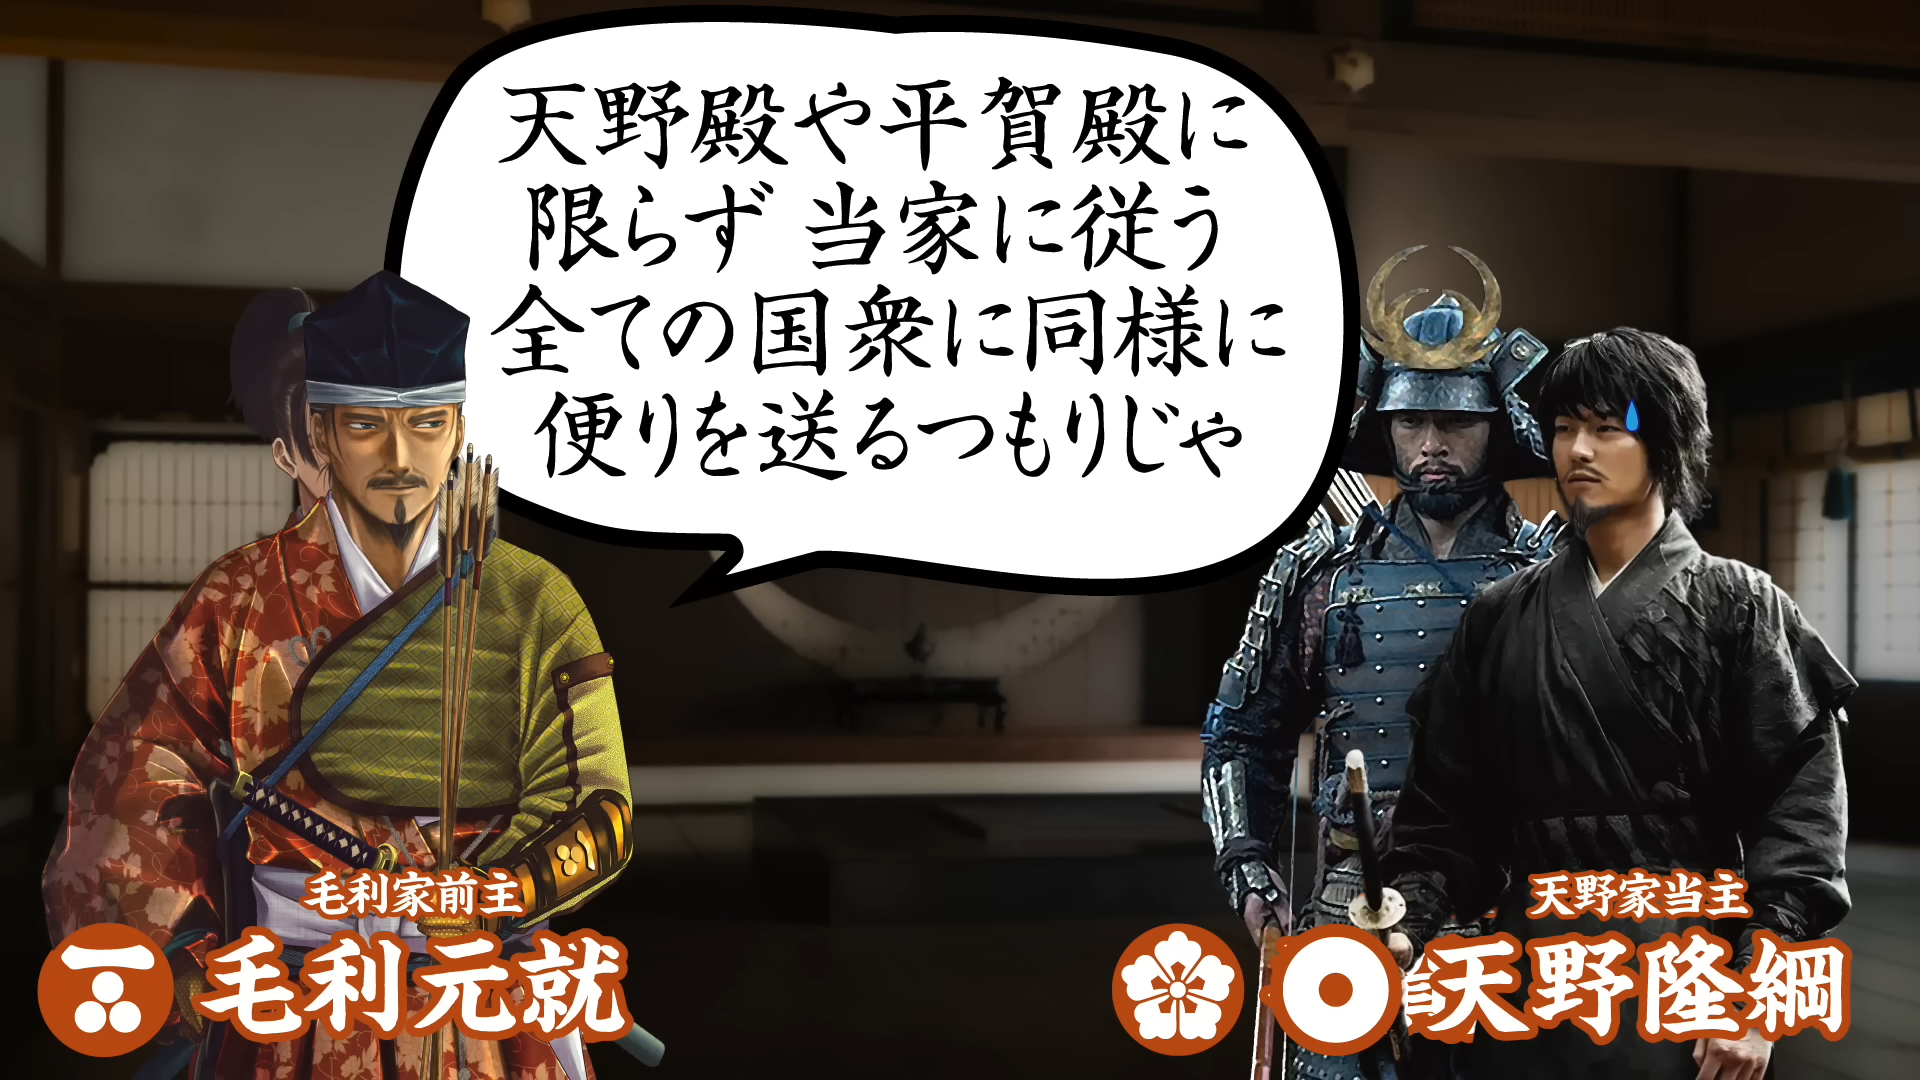 天野殿や平賀殿に
限らず 当家に従う
全ての国衆に同様に
便りを送るつもりじゃ
毛利家前主
毛利元就
天野家当主
天野隆綱